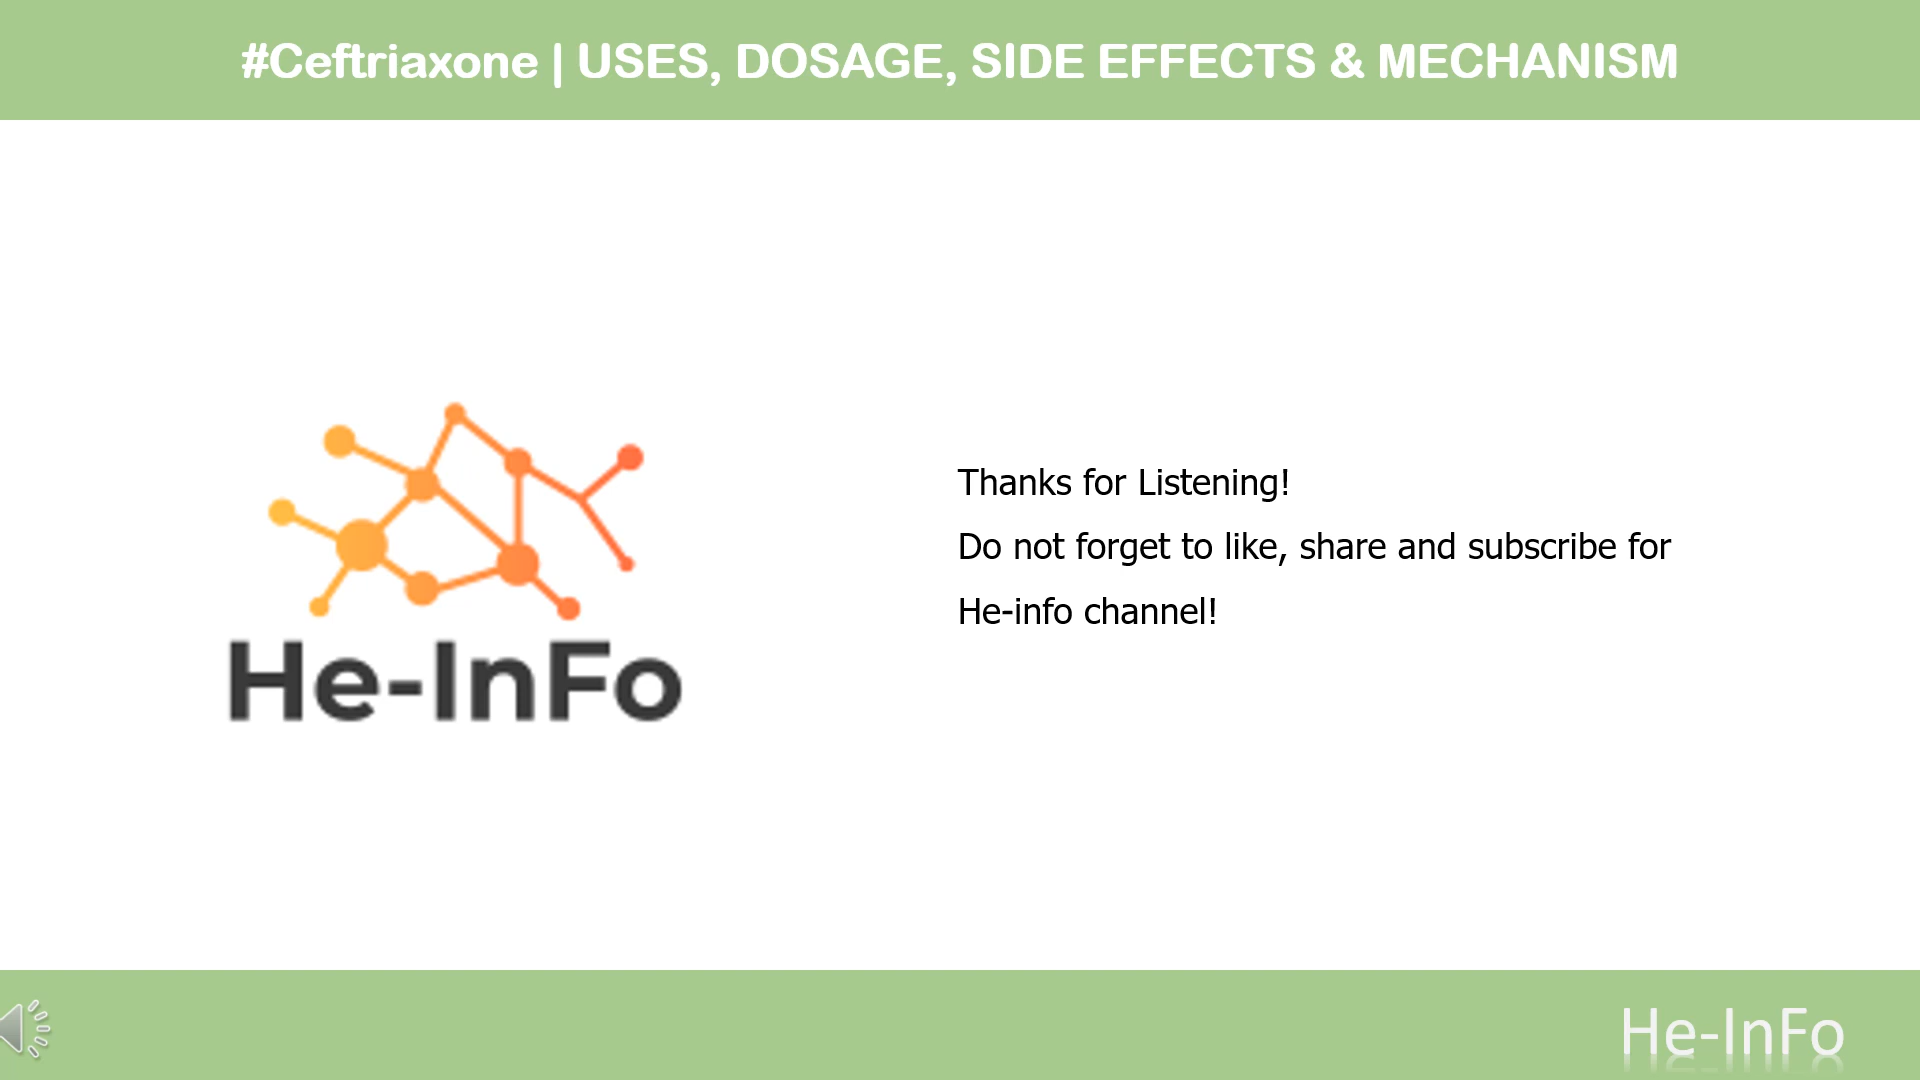 #Ceftriaxone | USES, DOSAGE, SIDE EFFECTS & MECHANISM
He-InFo
Thanks for Listening!
Do not forget to like, share and subscribe for
He-info channel!
He-InFo